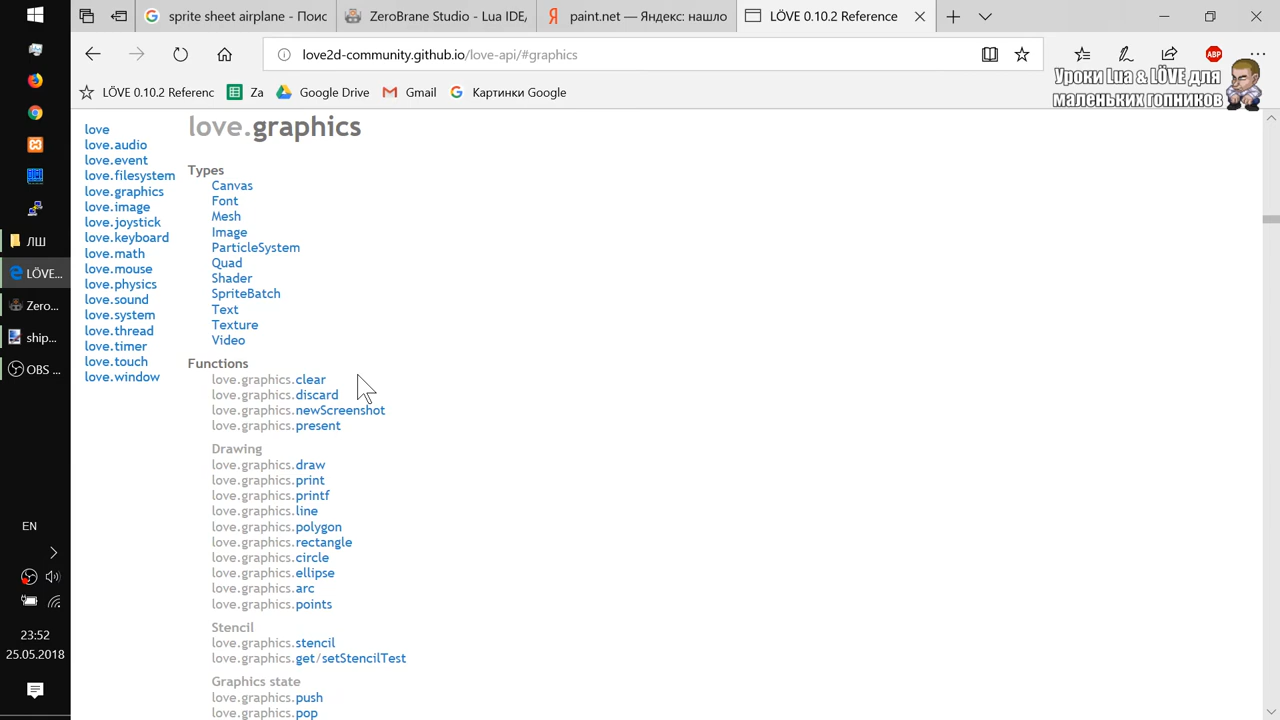 sprite sheet airplane - Поис
ZeroBrane Studio - Lua IDE,
paint.net — Яндекс: нашло
LÖVE 0.10.2 Reference
love2d-community.github.io/love-api/#graphics
ABP
LÖVE 0.10.2 Referenc
Za
Google Drive
Gmail
Картинки Google
Уроки Lua & LÖVE для
маленьких гопников
ЛШ
LÖVE...
Zero...
ship...
OBS ...
EN
23:52
25.05.2018
love
love.audio
love.event
love.filesystem
love.graphics
love.image
love.joystick
love.keyboard
love.math
love.mouse
love.physics
love.sound
love.system
love.thread
love.timer
love.touch
love.window
love.graphics
Types
Canvas
Font
Mesh
Image
ParticleSystem
Quad
Shader
SpriteBatch
Text
Texture
Video
Functions
love.graphics.clear
love.graphics.discard
love.graphics.newScreenshot
love.graphics.present
Drawing
love.graphics.draw
love.graphics.print
love.graphics.printf
love.graphics.line
love.graphics.polygon
love.graphics.rectangle
love.graphics.circle
love.graphics.ellipse
love.graphics.arc
love.graphics.points
Stencil
love.graphics.stencil
love.graphics.get/setStencilTest
Graphics state
love.graphics.push
love.graphics.pop